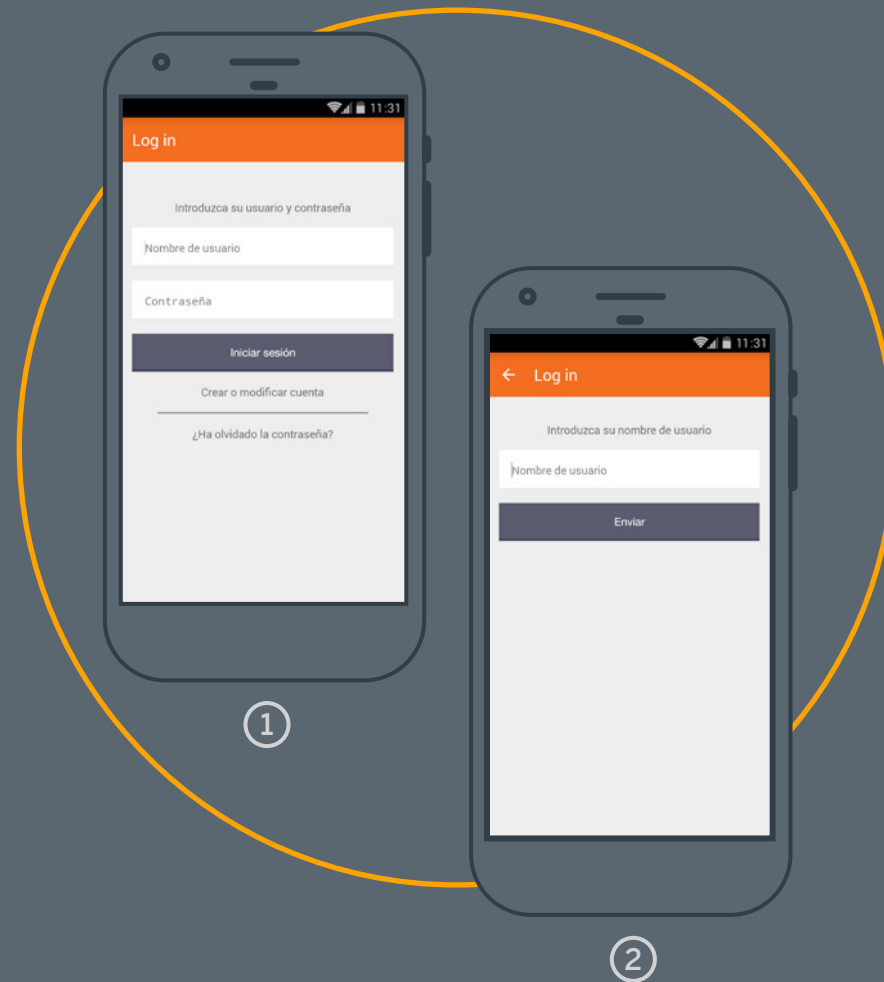 11:31
Log in
Introduzca su usuario y contraseña
Nombre de usuario
Contraseña
Iniciar sesión
Crear o modificar cuenta
¿Ha olvidado la contraseña?
1
11:31
Log in
Introduzca su nombre de usuario
Nombre de usuario
Enviar
2